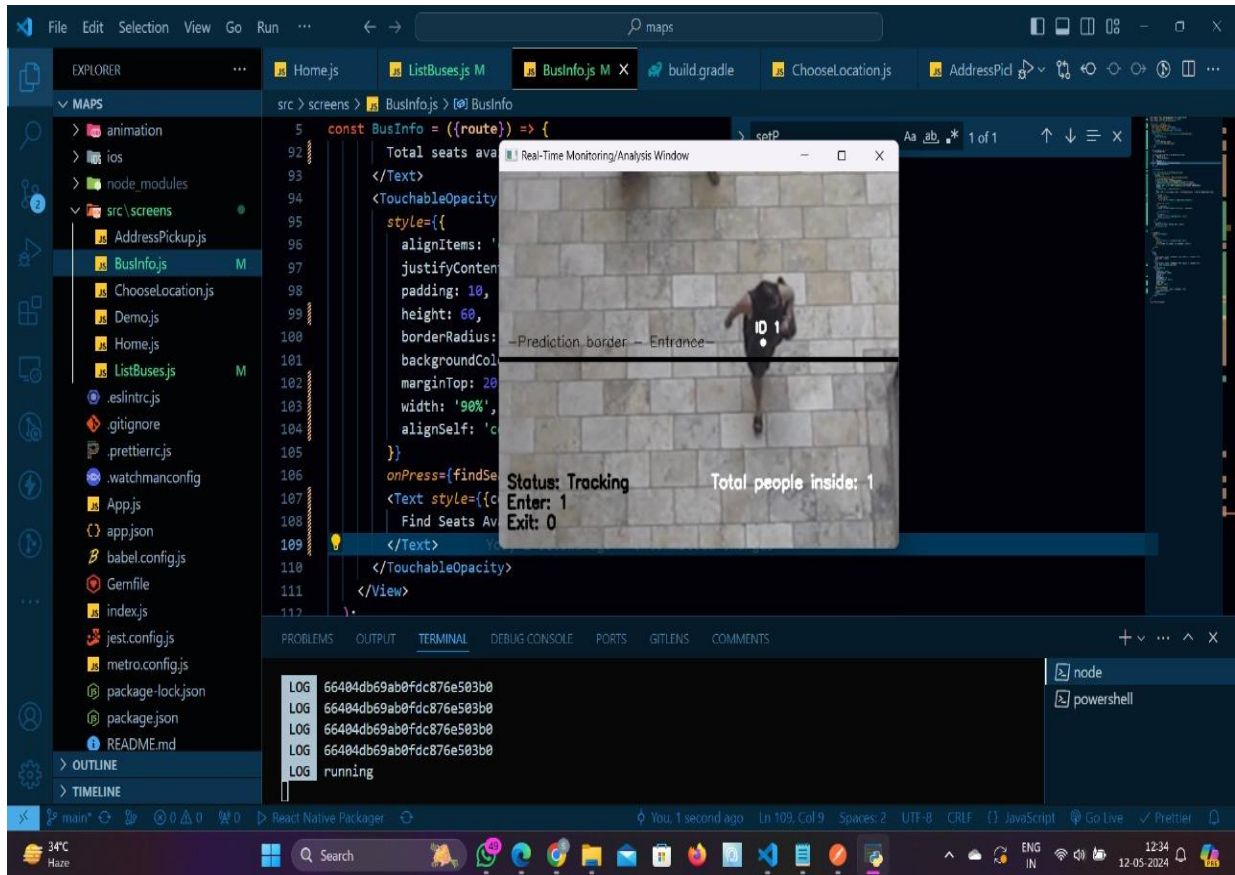 File Edit Selection View Go Run ... maps
EXPLORER ...
Home.js
ListBuses.js M
BusInfo.js M
build.gradle
ChooseLocation.js
AddressPicl
MAPS
animation
ios
node_modules
src\screens
AddressPickup.js
BusInfo.js M
ChooseLocation.js
Demo.js
Home.js
ListBuses.js M
.eslintrc.js
.gitignore
.prettierrc.js
.watchmanconfig
App.js
app.json
babel.config.js
Gemfile
index.js
jest.config.js
metro.config.js
package-lock.json
package.json
README.md
OUTLINE
TIMELINE
2
src > screens > BusInfo.js > BusInfo
setP Aa ab 1 of 1
5 const BusInfo = ({route}) => {
92 Total seats ava
93 </Text>
94 <TouchableOpacity
95 style={{
96 alignItems: '
97 justifyConten
98 padding: 10,
99 height: 60,
100 borderRadius:
101 backgroundCol
102 marginTop: 20
103 width: '90%',
104 alignSelf: 'c
105 }}
106 onPress={findSea
107 <Text style={{c
108 Find Seats Av
109 </Text>
110 </TouchableOpacity>
111 </View>
112 );
Real-Time Monitoring/Analysis Window
ID 1
-Prediction border - Entrance-
Status: Tracking
Enter: 1
Exit: 0
Total people inside: 1
PROBLEMS OUTPUT TERMINAL DEBUG CONSOLE PORTS GITLENS COMMENTS
LOG 66404db69ab0fdc876e503b0
LOG 66404db69ab0fdc876e503b0
LOG 66404db69ab0fdc876e503b0
LOG 66404db69ab0fdc876e503b0
LOG running
node
powershell
main* 0 0 0 React Native Packager You, 1 second ago Ln 109, Col 9 Spaces: 2 UTF-8 CRLF {} JavaScript Go Live Prettier
34°C
Haze
Search
49
ENG
IN
12:34
12-05-2024